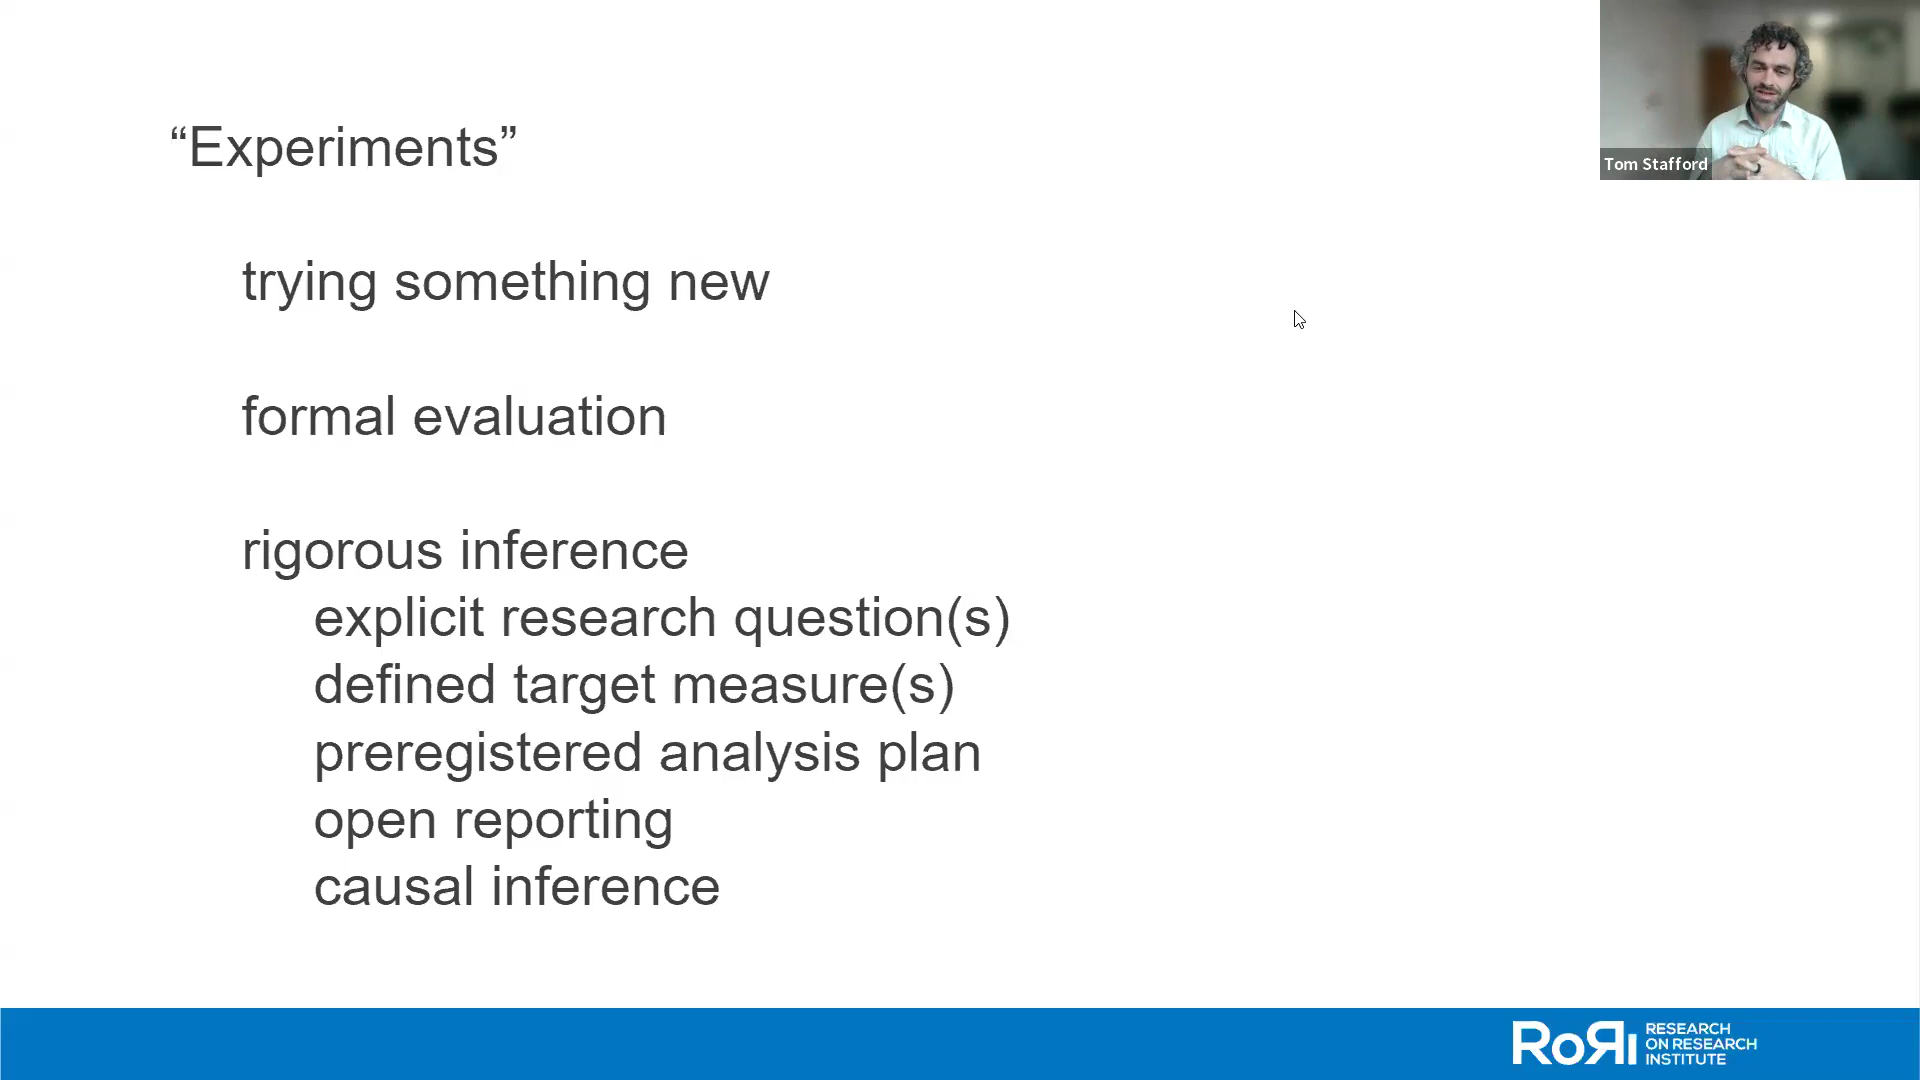 “Experiments”
trying something new
formal evaluation
rigorous inference
explicit research question(s)
defined target measure(s)
preregistered analysis plan
open reporting
causal inference
Tom Stafford
RoRI
RESEARCH
ON RESEARCH
INSTITUTE